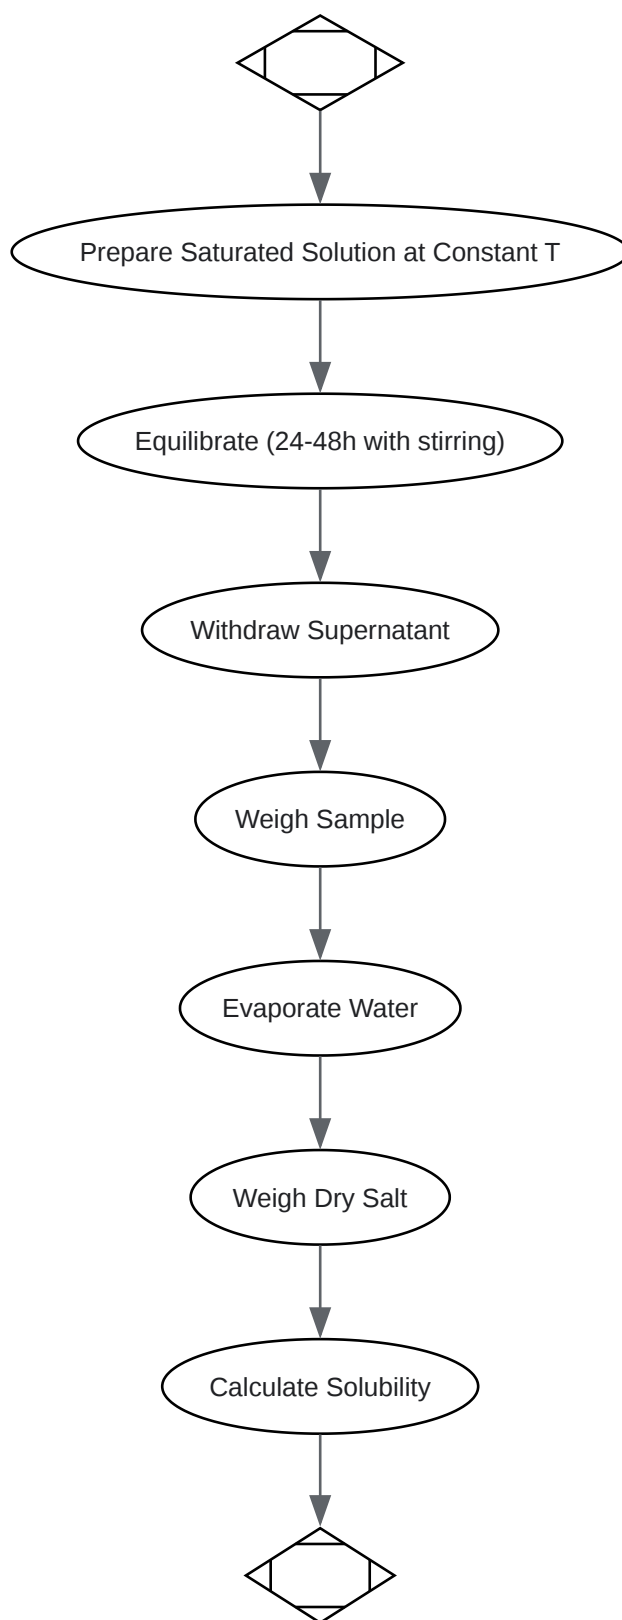 Prepare Saturated Solution at Constant T
Equilibrate (24-48h with stirring)
Withdraw Supernatant
Weigh Sample
Evaporate Water
Weigh Dry Salt
Calculate Solubility